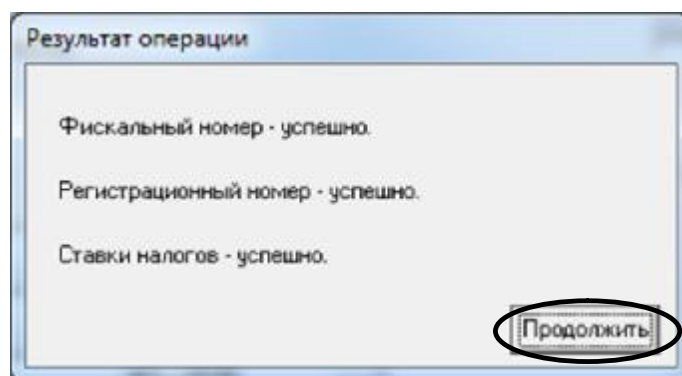 Результат операции
Фискальный номер - успешно.
Регистрационный номер - успешно.
Ставки налогов - успешно.
Продолжить